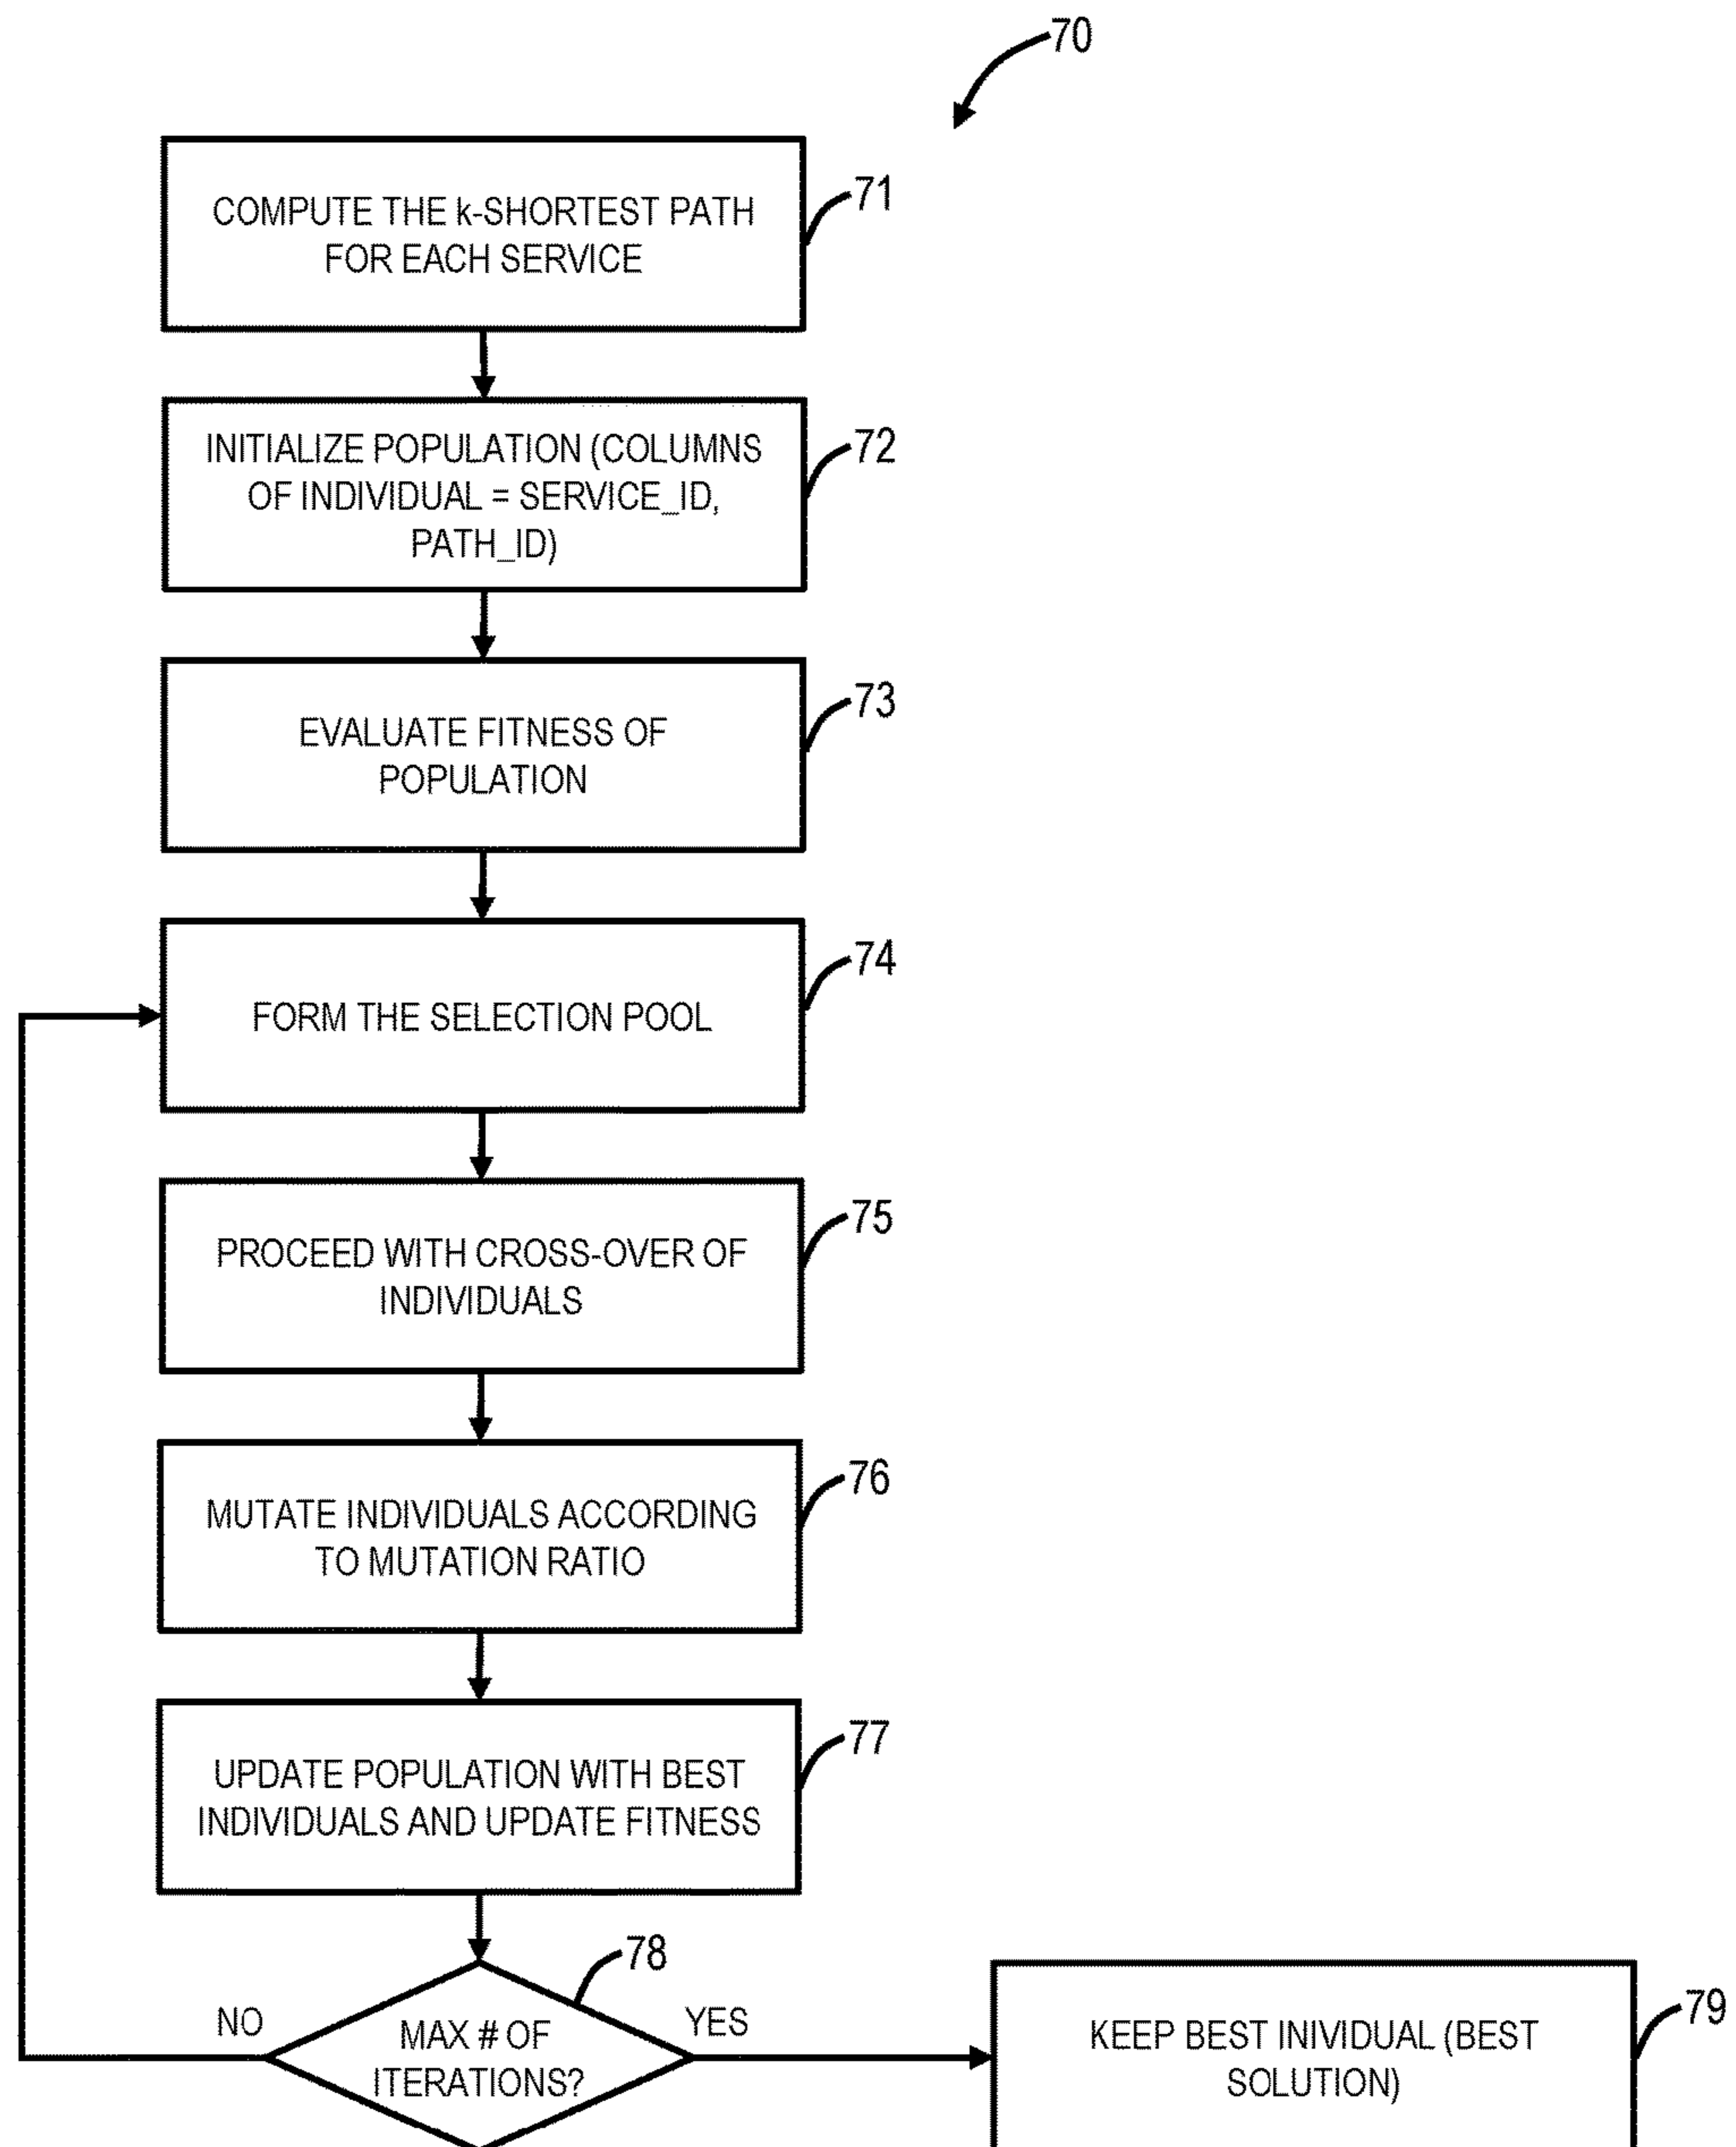 70
COMPUTE THE k-SHORTEST PATH
FOR EACH SERVICE
71
INITIALIZE POPULATION (COLUMNS
OF INDIVIDUAL = SERVICE_ID,
PATH_ID)
72
EVALUATE FITNESS OF
POPULATION
73
FORM THE SELECTION POOL
74
PROCEED WITH CROSS-OVER OF
INDIVIDUALS
75
MUTATE INDIVIDUALS ACCORDING
TO MUTATION RATIO
76
UPDATE POPULATION WITH BEST
INDIVIDUALS AND UPDATE FITNESS
77
78
NO
MAX # OF
ITERATIONS?
YES
KEEP BEST INIVIDUAL (BEST
SOLUTION)
79